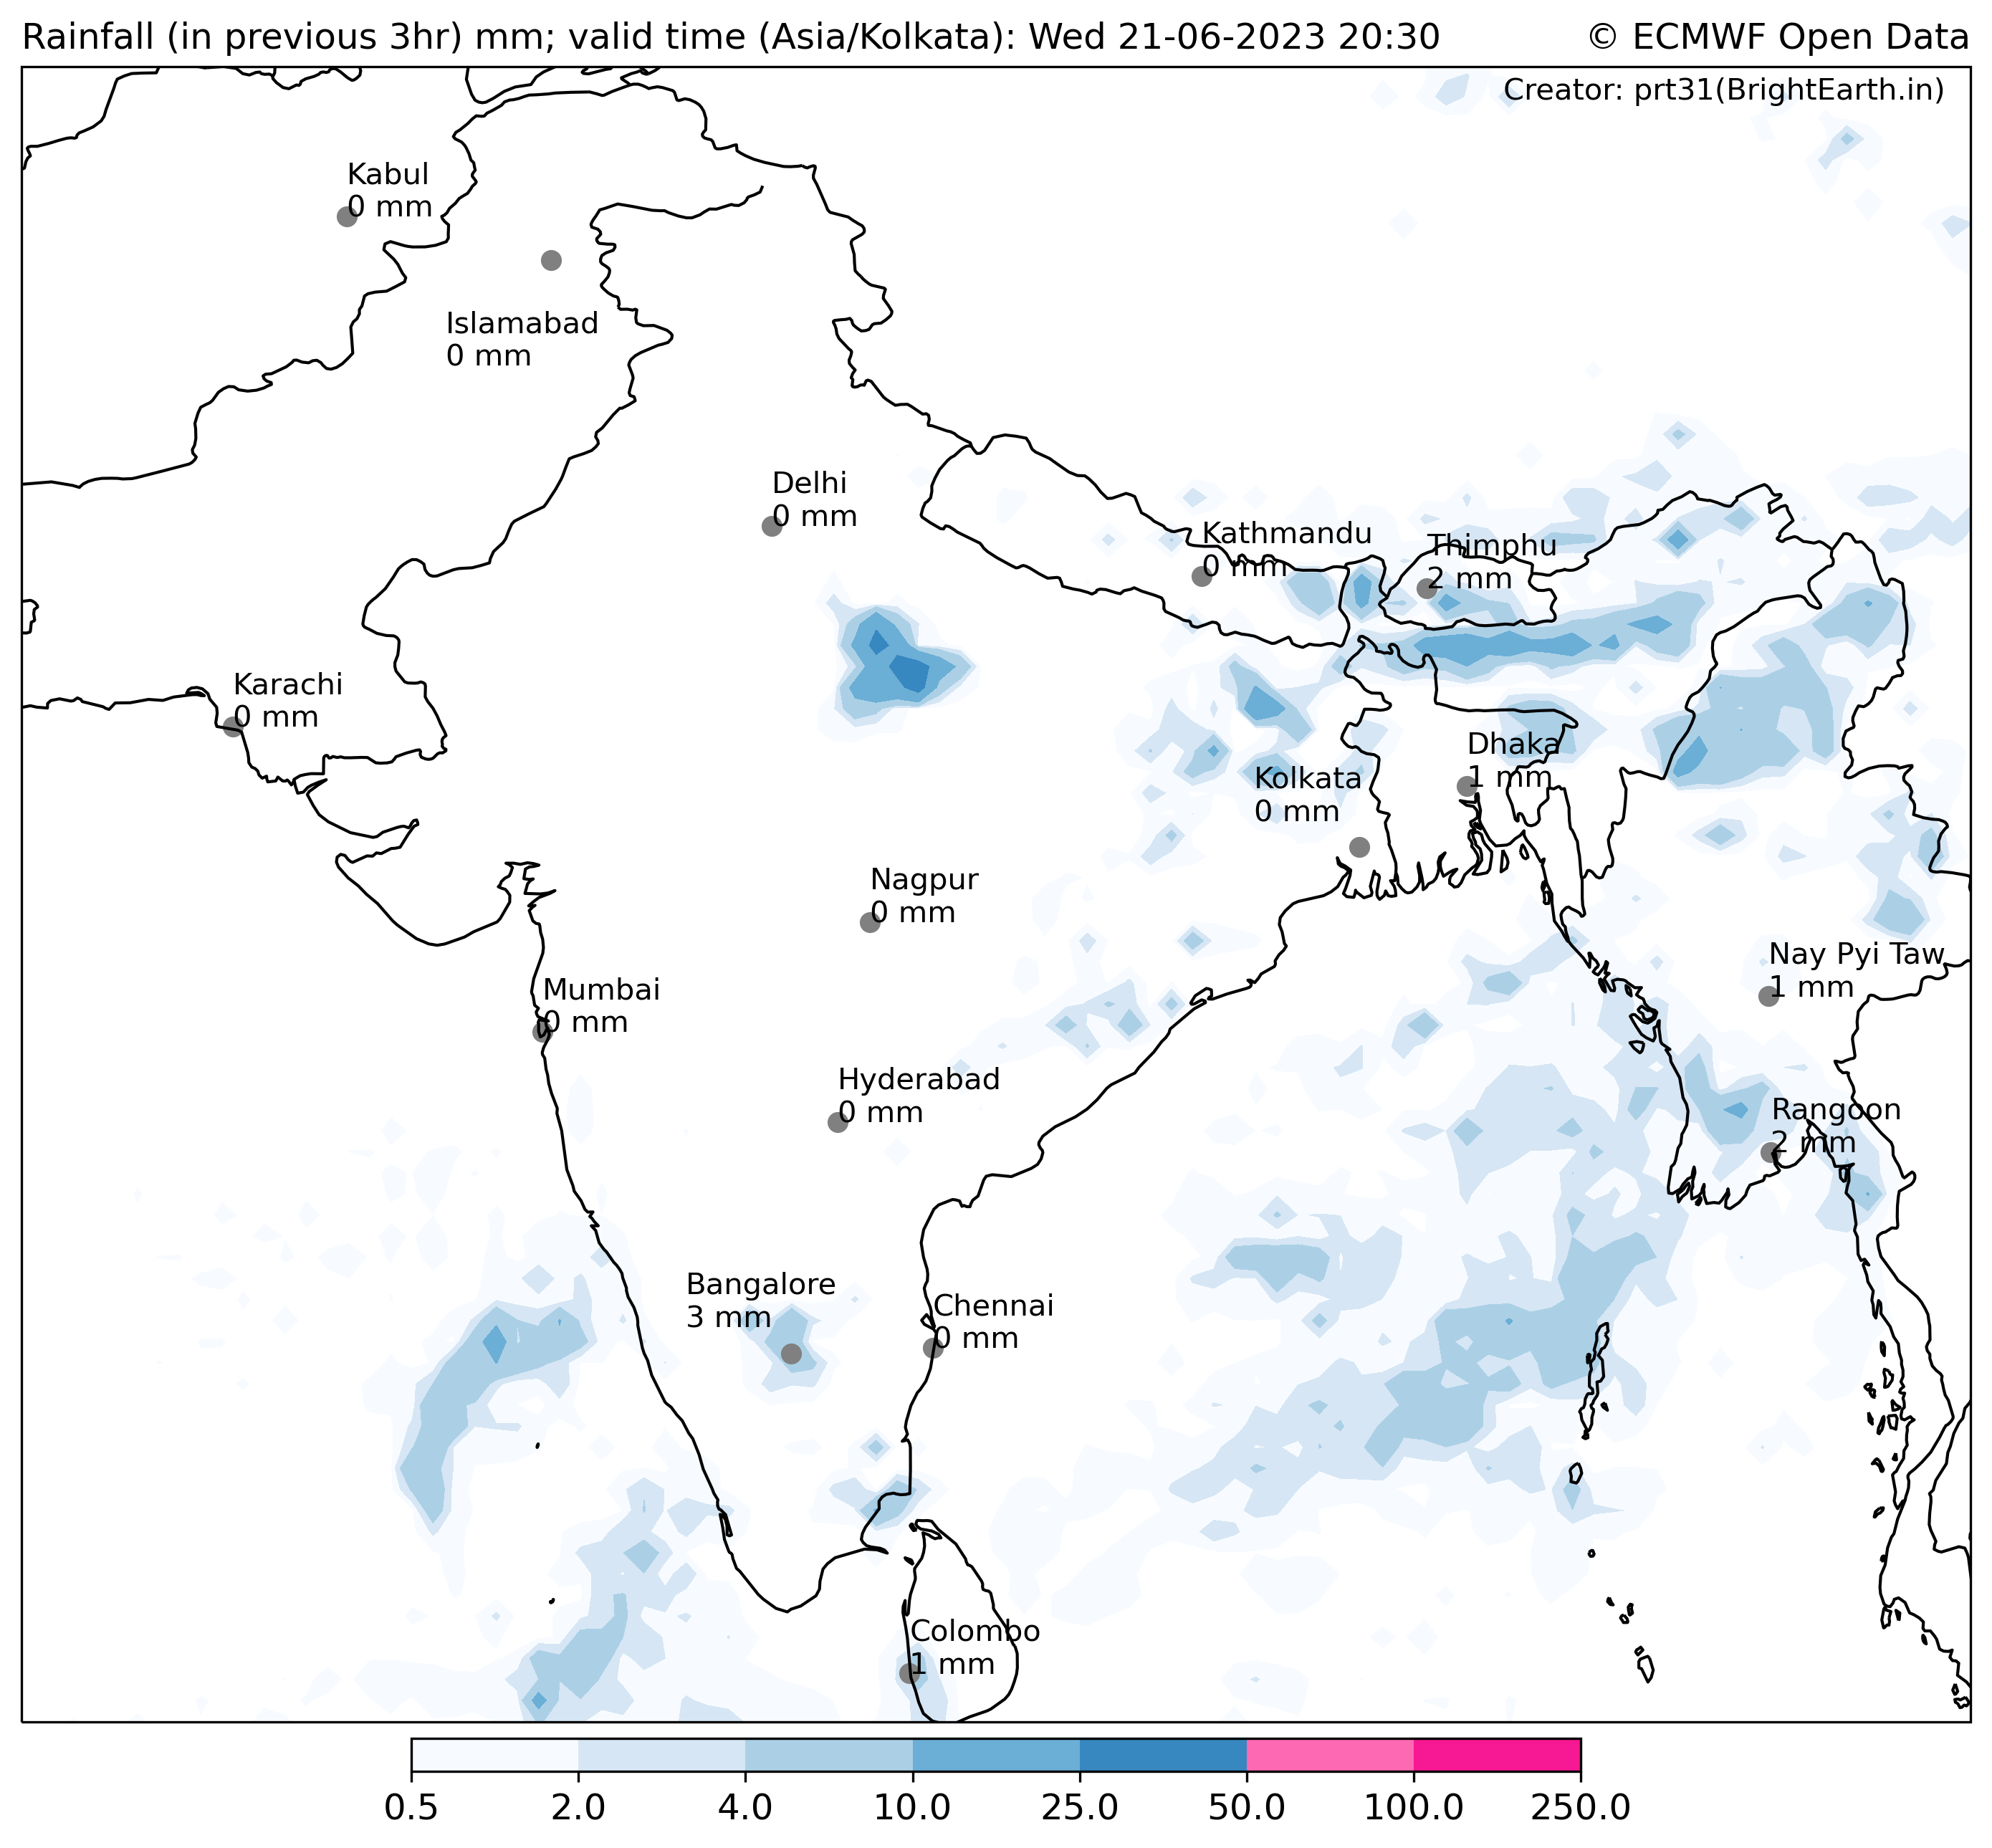 Rainfall (in previous 3hr) mm; valid time (Asia/Kolkata): Wed 21-06-2023 20:30
© ECMWF Open Data
Creator: prt31(BrightEarth.in)
Kabul
0 mm
Islamabad
0 mm
Delhi
0 mm
Kathmandu
0 mm
Thimphu
2 mm
Karachi
0 mm
Dhaka
1 mm
Kolkata
0 mm
Nagpur
0 mm
Nay Pyi Taw
1 mm
Mumbai
0 mm
Hyderabad
0 mm
Rangoon
2 mm
Bangalore
3 mm
Chennai
0 mm
Colombo
1 mm
0.5 2.0 4.0 10.0 25.0 50.0 100.0 250.0